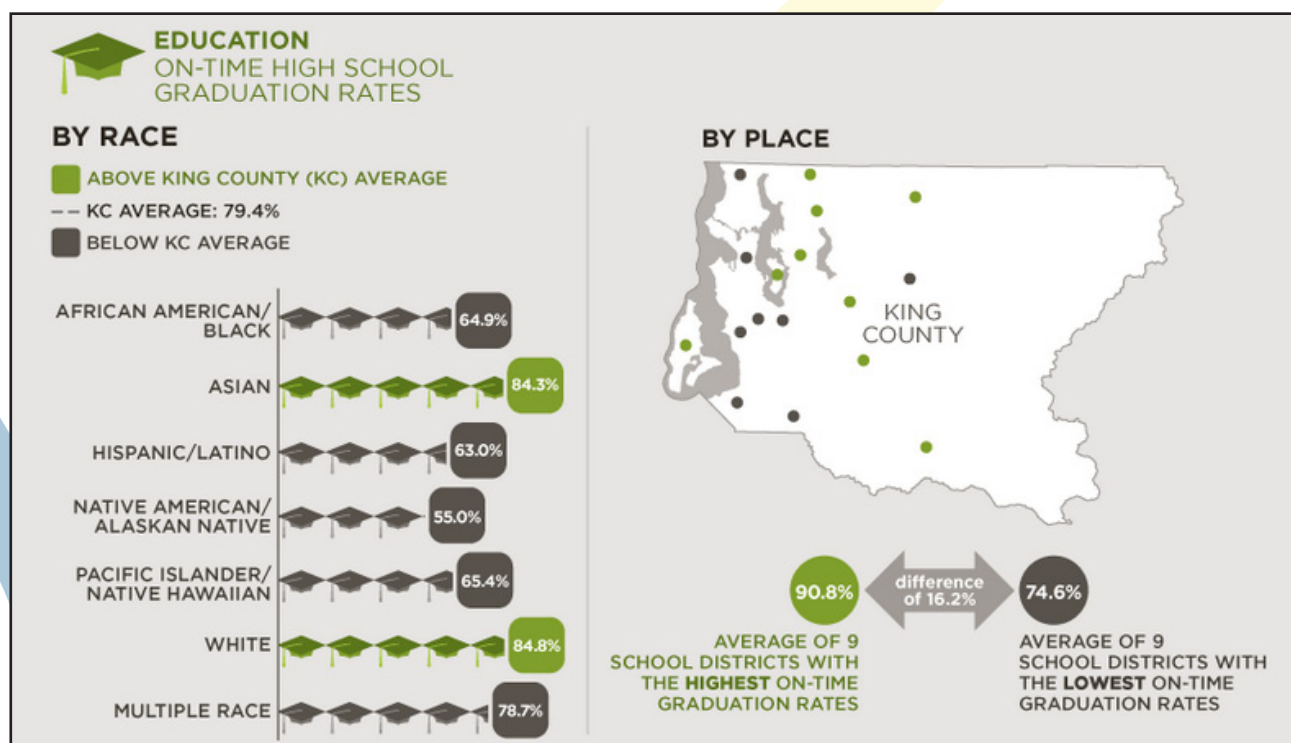 EDUCATION
ON-TIME HIGH SCHOOL
GRADUATION RATES
BY RACE
ABOVE KING COUNTY (KC) AVERAGE
-- KC AVERAGE: 79.4%
BELOW KC AVERAGE
AFRICAN AMERICAN/
BLACK
64.9%
ASIAN
84.3%
HISPANIC/LATINO
63.0%
NATIVE AMERICAN/
ALASKAN NATIVE
55.0%
PACIFIC ISLANDER/
NATIVE HAWAIIAN
65.4%
WHITE
84.8%
MULTIPLE RACE
78.7%
BY PLACE
KING
COUNTY
90.8%
difference
of 16.2%
74.6%
AVERAGE OF 9
SCHOOL DISTRICTS WITH
THE HIGHEST ON-TIME
GRADUATION RATES
AVERAGE OF 9
SCHOOL DISTRICTS WITH
THE LOWEST ON-TIME
GRADUATION RATES